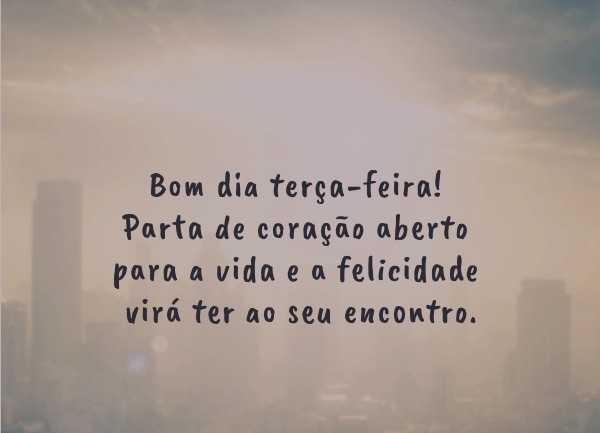 Bom dia terça-feira!
Parta de coração aberto
para a vida e a felicidade
virá ter ao seu encontro.